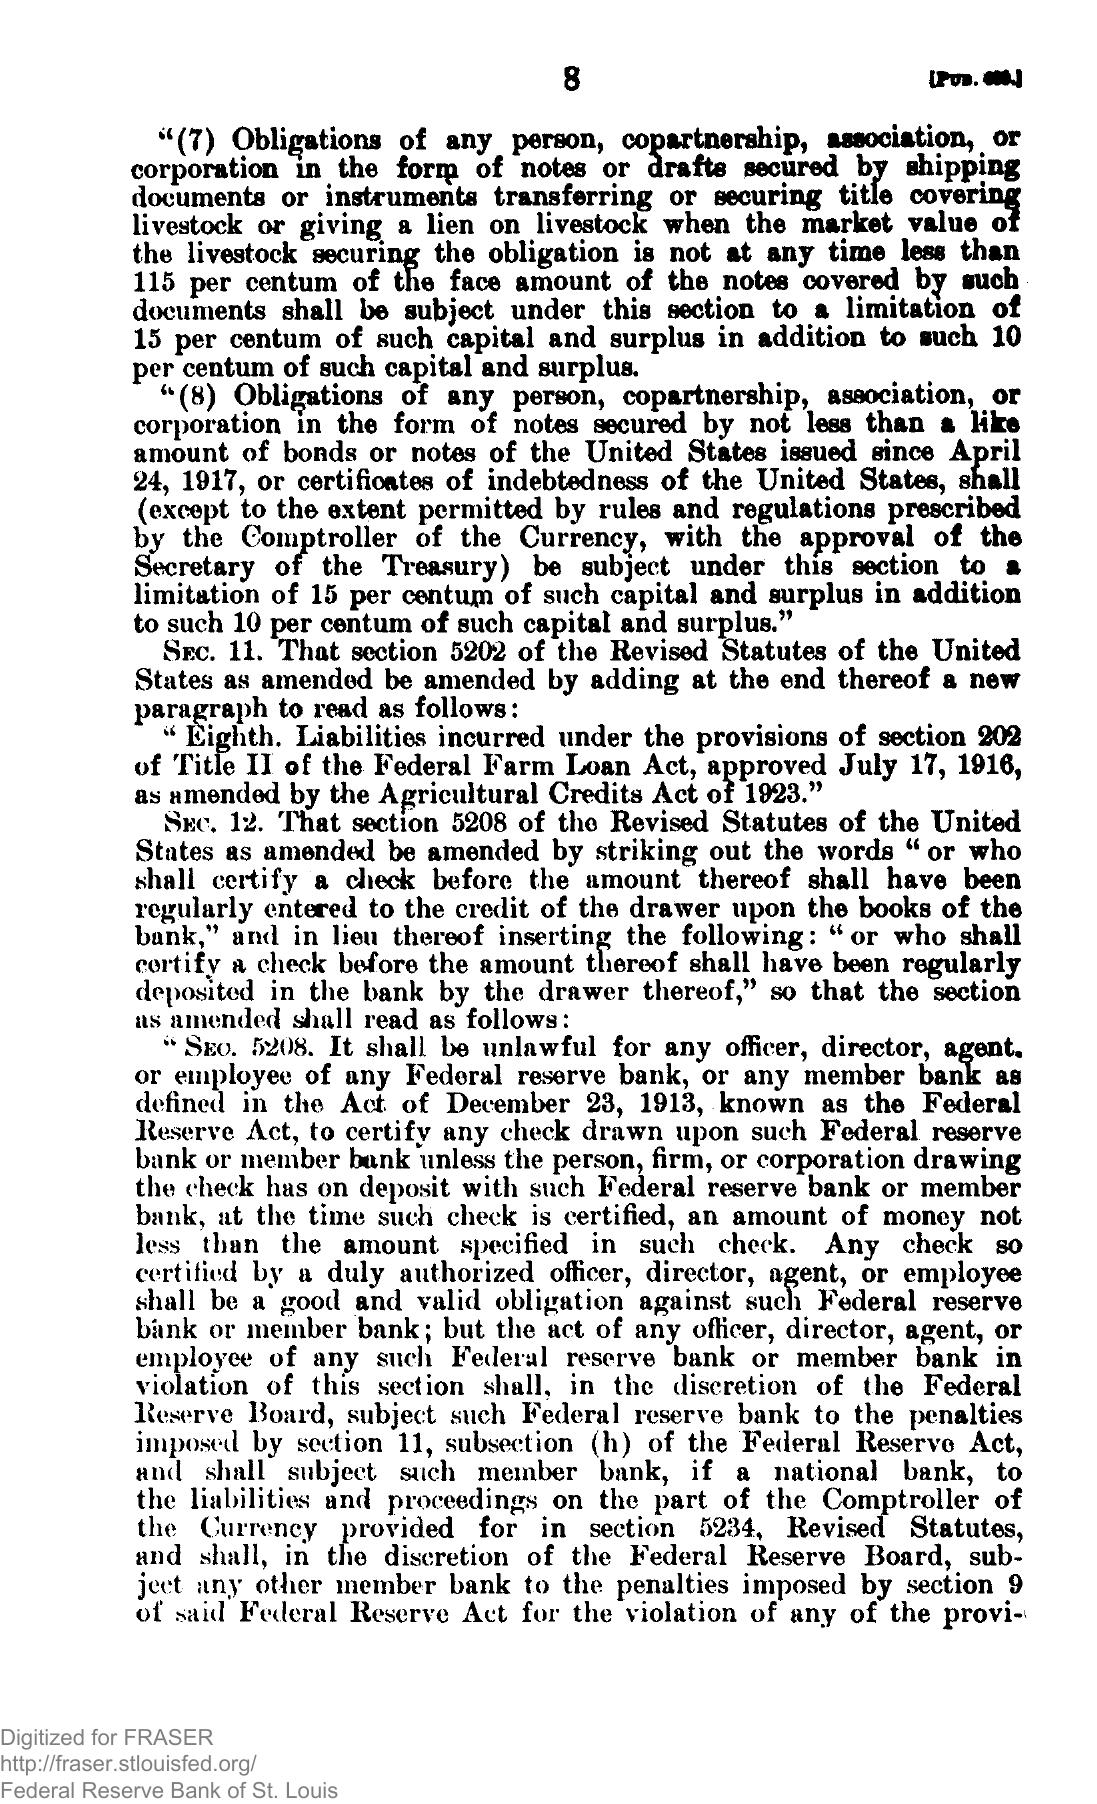 8 [PUB. 639.]
"(7) Obligations of any person, copartnership, association, or
corporation in the form of notes or drafts secured by shipping
documents or instruments transferring or securing title covering
livestock or giving a lien on livestock when the market value of
the livestock securing the obligation is not at any time less than
115 per centum of the face amount of the notes covered by such
documents shall be subject under this section to a limitation of
15 per centum of such capital and surplus in addition to such 10
per centum of such capital and surplus.
"(8) Obligations of any person, copartnership, association, or
corporation in the form of notes secured by not less than a like
amount of bonds or notes of the United States issued since April
24, 1917, or certificates of indebtedness of the United States, shall
(except to the extent permitted by rules and regulations prescribed
by the Comptroller of the Currency, with the approval of the
Secretary of the Treasury) be subject under this section to a
limitation of 15 per centum of such capital and surplus in addition
to such 10 per centum of such capital and surplus."
SEC. 11. That section 5202 of the Revised Statutes of the United
States as amended be amended by adding at the end thereof a new
paragraph to read as follows:
"Eighth. Liabilities incurred under the provisions of section 202
of Title II of the Federal Farm Loan Act, approved July 17, 1916,
as amended by the Agricultural Credits Act of 1923."
SEC. 12. That section 5208 of the Revised Statutes of the United
States as amended be amended by striking out the words "or who
shall certify a check before the amount thereof shall have been
regularly entered to the credit of the drawer upon the books of the
bank," and in lieu thereof inserting the following: "or who shall
certify a check before the amount thereof shall have been regularly
deposited in the bank by the drawer thereof," so that the section
as amended shall read as follows:
"SEC. 5208. It shall be unlawful for any officer, director, agent,
or employee of any Federal reserve bank, or any member bank as
defined in the Act of December 23, 1913, known as the Federal
Reserve Act, to certify any check drawn upon such Federal reserve
bank or member bank unless the person, firm, or corporation drawing
the check has on deposit with such Federal reserve bank or member
bank, at the time such check is certified, an amount of money not
less than the amount specified in such check. Any check so
certified by a duly authorized officer, director, agent, or employee
shall be a good and valid obligation against such Federal reserve
bank or member bank; but the act of any officer, director, agent, or
employee of any such Federal reserve bank or member bank in
violation of this section shall, in the discretion of the Federal
Reserve Board, subject such Federal reserve bank to the penalties
imposed by section 11, subsection (h) of the Federal Reserve Act,
and shall subject such member bank, if a national bank, to
the liabilities and proceedings on the part of the Comptroller of
the Currency provided for in section 5234, Revised Statutes,
and shall, in the discretion of the Federal Reserve Board, sub-
ject any other member bank to the penalties imposed by section 9
of said Federal Reserve Act for the violation of any of the provi-
Digitized for FRASER
http://fraser.stlouisfed.org/
Federal Reserve Bank of St. Louis